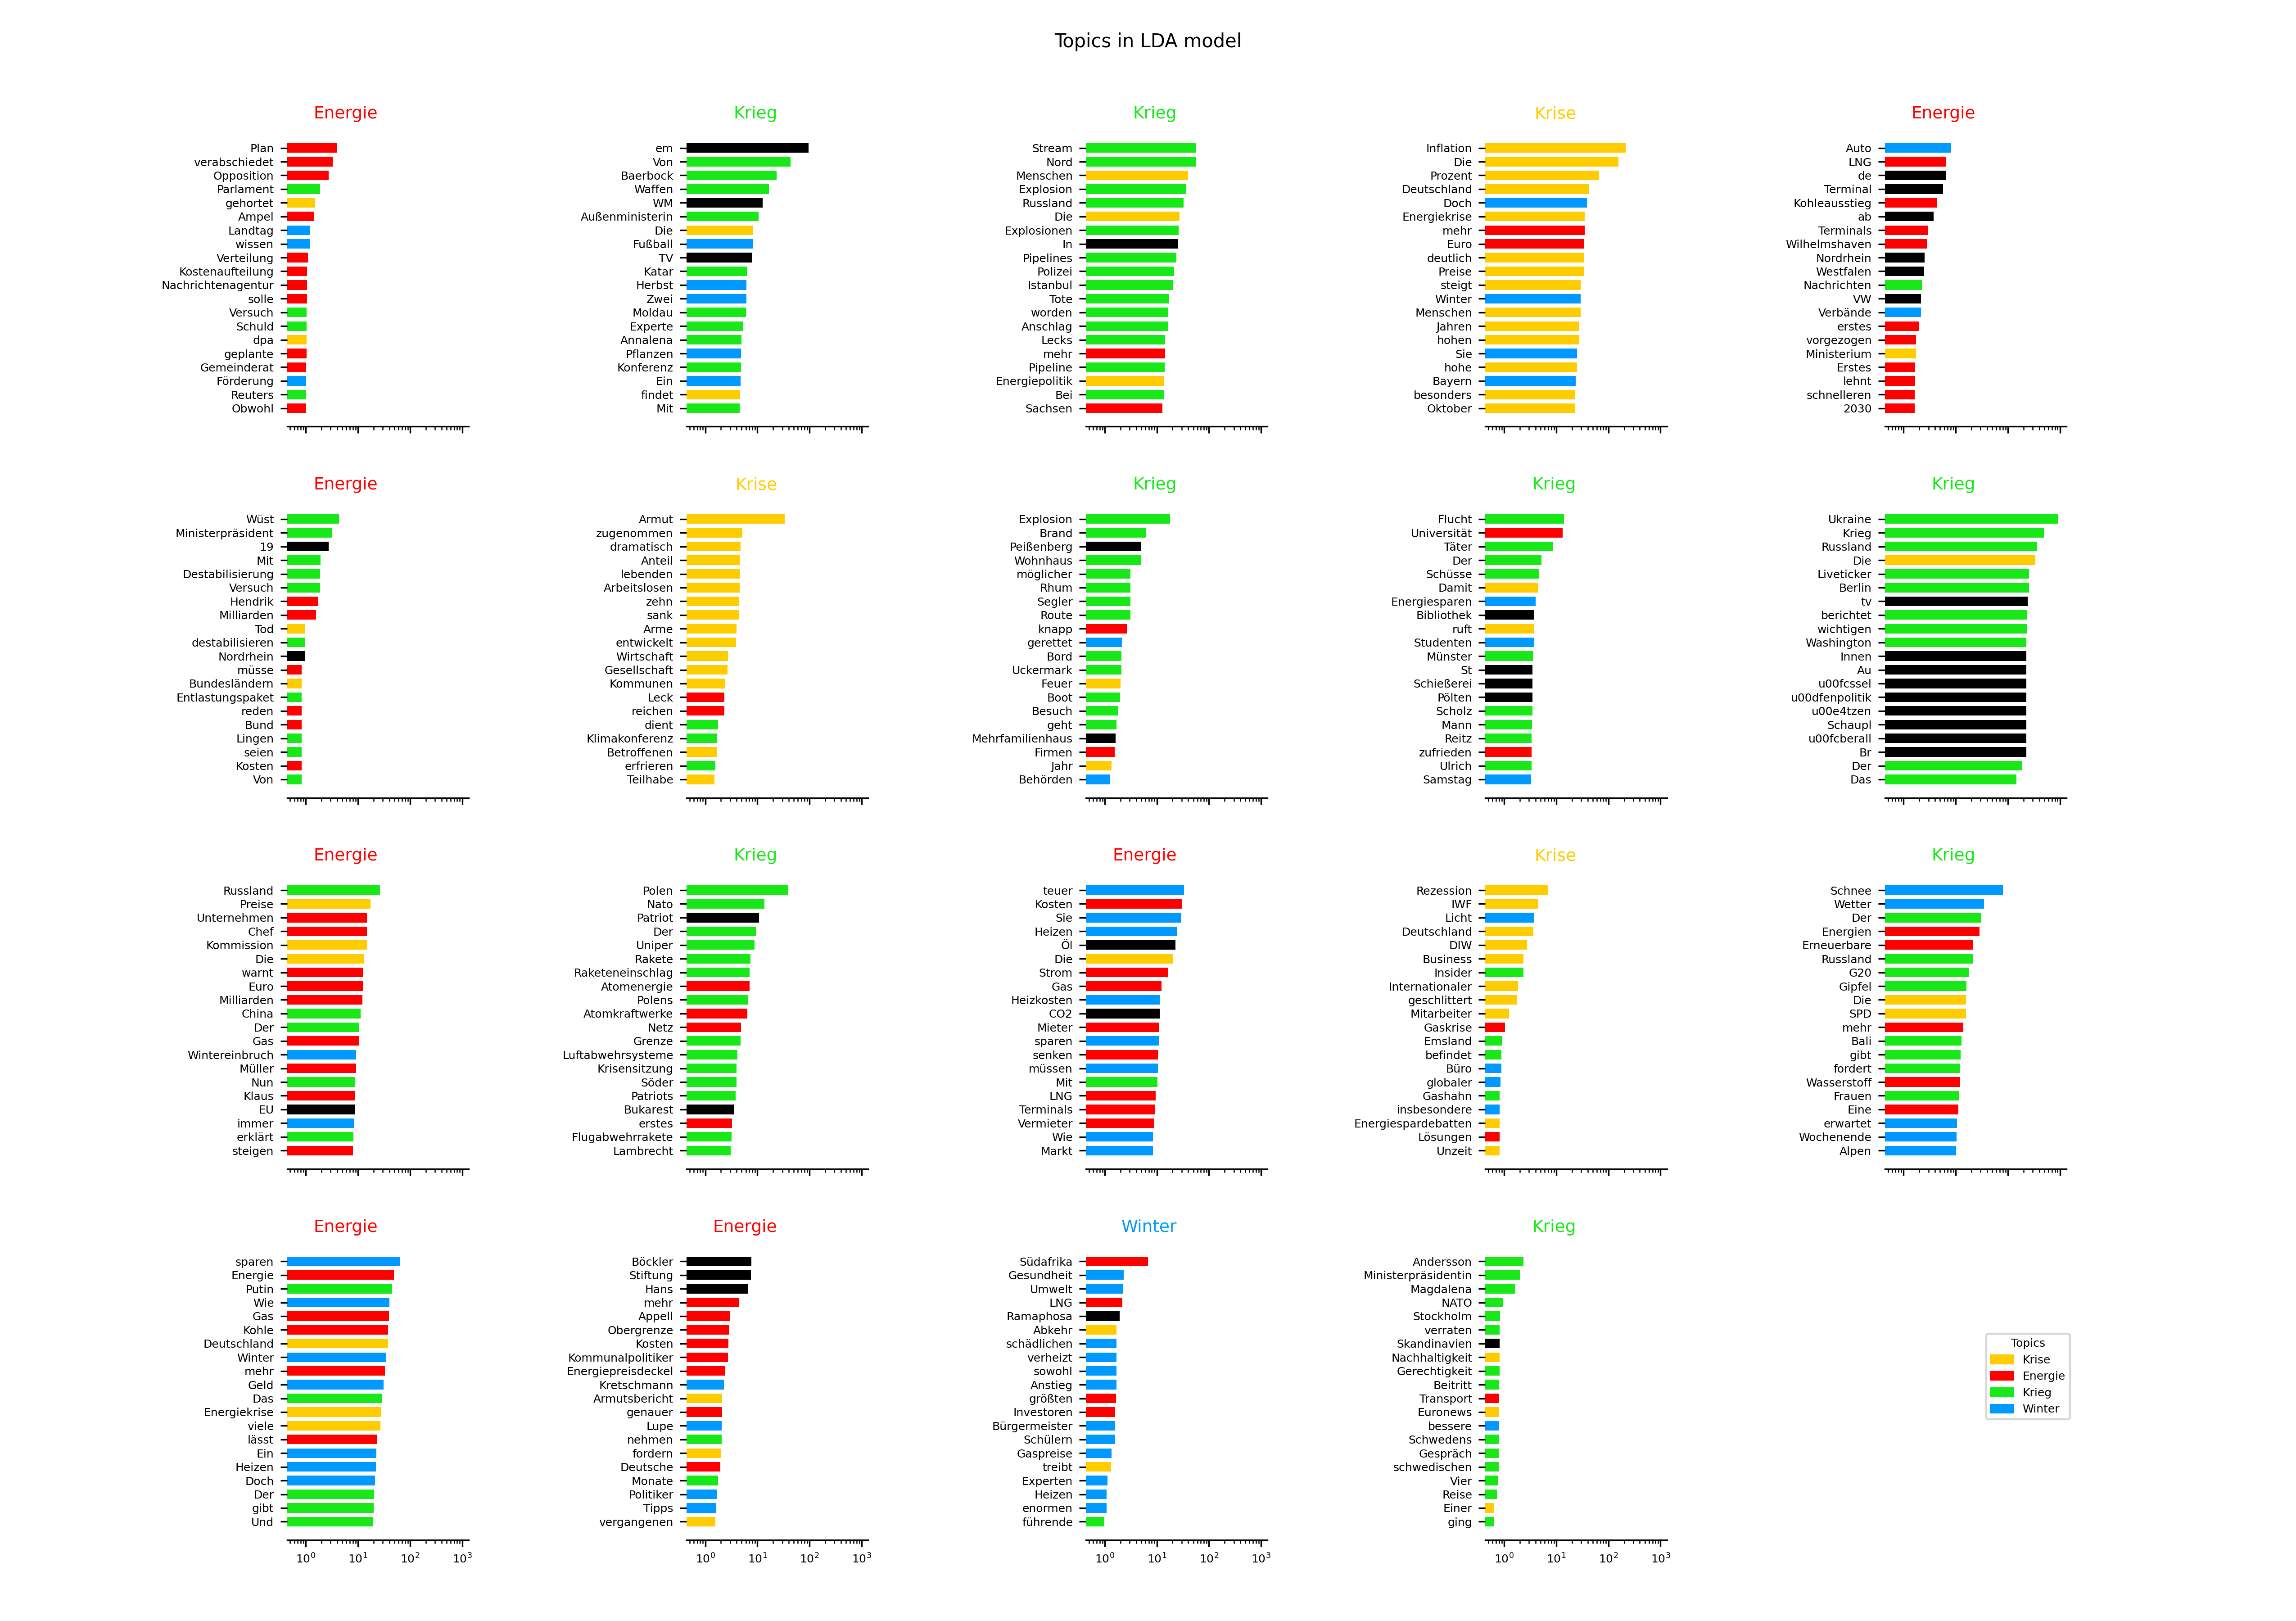 Topics in LDA model
Energie
Plan
verabschiedet
Opposition
Parlament
gehortet
Ampel
Landtag
wissen
Verteilung
Kostenaufteilung
Nachrichtenagentur
solle
Versuch
Schuld
dpa
geplante
Gemeinderat
Förderung
Reuters
Obwohl
Krieg
em
Von
Baerbock
Waffen
WM
Außenministerin
Die
Fußball
TV
Katar
Herbst
Zwei
Moldau
Experte
Annalena
Pflanzen
Konferenz
Ein
findet
Mit
Krieg
Stream
Nord
Menschen
Explosion
Russland
Die
Explosionen
In
Pipelines
Polizei
Istanbul
Tote
worden
Anschlag
Lecks
mehr
Pipeline
Energiepolitik
Bei
Sachsen
Krise
Inflation
Die
Prozent
Deutschland
Doch
Energiekrise
mehr
Euro
deutlich
Preise
steigt
Winter
Menschen
Jahren
hohen
Sie
hohe
Bayern
besonders
Oktober
Energie
Auto
LNG
de
Terminal
Kohleausstieg
ab
Terminals
Wilhelmshaven
Nordrhein
Westfalen
Nachrichten
VW
Verbände
erstes
vorgezogen
Ministerium
Erstes
lehnt
schnelleren
2030
Energie
Wüst
Ministerpräsident
19
Mit
Destabilisierung
Versuch
Hendrik
Milliarden
Tod
destabilisieren
Nordrhein
müsse
Bundesländern
Entlastungspaket
reden
Bund
Lingen
seien
Kosten
Von
Krise
Armut
zugenommen
dramatisch
Anteil
lebenden
Arbeitslosen
zehn
sank
Arme
entwickelt
Wirtschaft
Gesellschaft
Kommunen
Leck
reichen
dient
Klimakonferenz
Betroffenen
erfrieren
Teilhabe
Krieg
Explosion
Brand
Peißenberg
Wohnhaus
möglicher
Rhum
Segler
Route
knapp
gerettet
Bord
Uckermark
Feuer
Boot
Besuch
geht
Mehrfamilienhaus
Firmen
Jahr
Behörden
Krieg
Flucht
Universität
Täter
Der
Schüsse
Damit
Energiesparen
Bibliothek
ruft
Studenten
Münster
St
Schießerei
Pölten
Scholz
Mann
Reitz
zufrieden
Ulrich
Samstag
Krieg
Ukraine
Krieg
Russland
Die
Liveticker
Berlin
tv
berichtet
wichtigen
Washington
Innen
Au
u00fcssel
u00dfenpolitik
u00e4tzen
Schaupl
u00fcberall
Br
Der
Das
Energie
Russland
Preise
Unternehmen
Chef
Kommission
Die
warnt
Euro
Milliarden
China
Der
Gas
Wintereinbruch
Müller
Nun
Klaus
EU
immer
erklärt
steigen
Krieg
Polen
Nato
Patriot
Der
Uniper
Rakete
Raketeneinschlag
Atomenergie
Polens
Atomkraftwerke
Netz
Grenze
Luftabwehrsysteme
Krisensitzung
Söder
Patriots
Bukarest
erstes
Flugabwehrrakete
Lambrecht
Energie
teuer
Kosten
Sie
Heizen
Öl
Die
Strom
Gas
Heizkosten
CO2
Mieter
sparen
senken
müssen
Mit
LNG
Terminals
Vermieter
Wie
Markt
Krise
Rezession
IWF
Licht
Deutschland
DIW
Business
Insider
Internationaler
geschlittert
Mitarbeiter
Gaskrise
Emsland
befindet
Büro
globaler
Gashahn
insbesondere
Energiespardebatten
Lösungen
Unzeit
Krieg
Schnee
Wetter
Der
Energien
Erneuerbare
Russland
G20
Gipfel
Die
SPD
mehr
Bali
gibt
fordert
Wasserstoff
Frauen
Eine
erwartet
Wochenende
Alpen
Energie
sparen
Energie
Putin
Wie
Gas
Kohle
Deutschland
Winter
mehr
Geld
Das
Energiekrise
viele
lässt
Ein
Heizen
Doch
Der
gibt
Und
10⁰ 10¹ 10² 10³
Energie
Böckler
Stiftung
Hans
mehr
Appell
Obergrenze
Kosten
Kommunalpolitiker
Energiepreisdeckel
Kretschmann
Armutsbericht
genauer
Lupe
nehmen
fordern
Deutsche
Monate
Politiker
Tipps
vergangenen
10⁰ 10¹ 10² 10³
Winter
Südafrika
Gesundheit
Umwelt
LNG
Ramaphosa
Abkehr
schädlichen
verheizt
sowohl
Anstieg
größten
Investoren
Bürgermeister
Schülern
Gaspreise
treibt
Experten
Heizen
enormen
führende
10⁰ 10¹ 10² 10³
Krieg
Andersson
Ministerpräsidentin
Magdalena
NATO
Stockholm
verraten
Skandinavien
Nachhaltigkeit
Gerechtigkeit
Beitritt
Transport
Euronews
bessere
Schwedens
Gespräch
schwedischen
Vier
Reise
Einer
ging
10⁰ 10¹ 10² 10³
Topics
Krise
Energie
Krieg
Winter